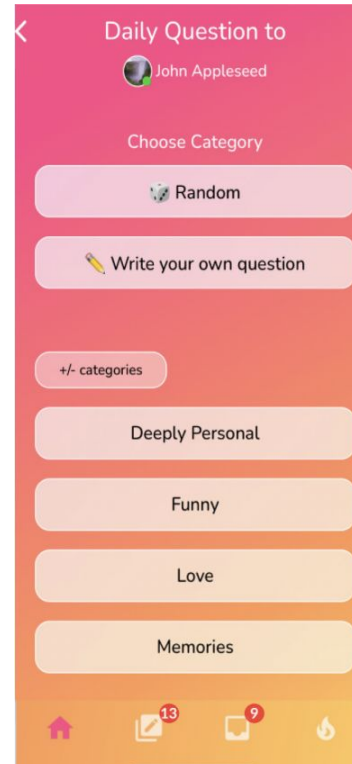 Daily Question to
John Appleseed
Choose Category
Random
Write your own question
+/- categories
Deeply Personal
Funny
Love
Memories
13
9